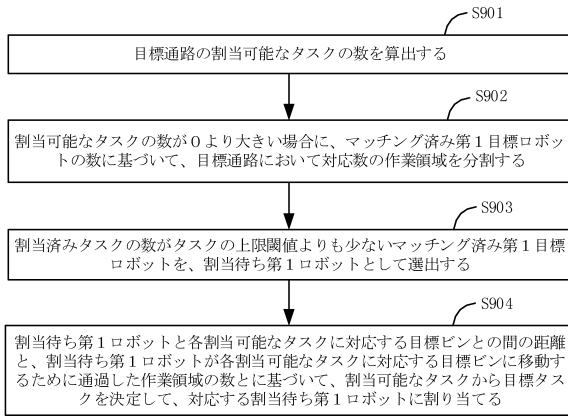 S901
目標通路の割当可能なタスクの数を算出する
S902
割当可能なタスクの数が0より大きい場合に、マッチング済み第1目標ロボット
の数に基づいて、目標通路において対応数の作業領域を分割する
S903
割当済みタスクの数がタスクの上限閾値よりも少ないマッチング済み第1目標
ロボットを、割当待ち第1ロボットとして選出する
S904
割当待ち第1ロボットと各割当可能なタスクに対応する目標ビンとの間の距離
と、割当待ち第1ロボットが各割当可能なタスクに対応する目標ビンに移動す
るために通過した作業領域の数とに基づいて、割当可能なタスクから目標タス
クを決定して、対応する割当待ち第1ロボットに割り当てる